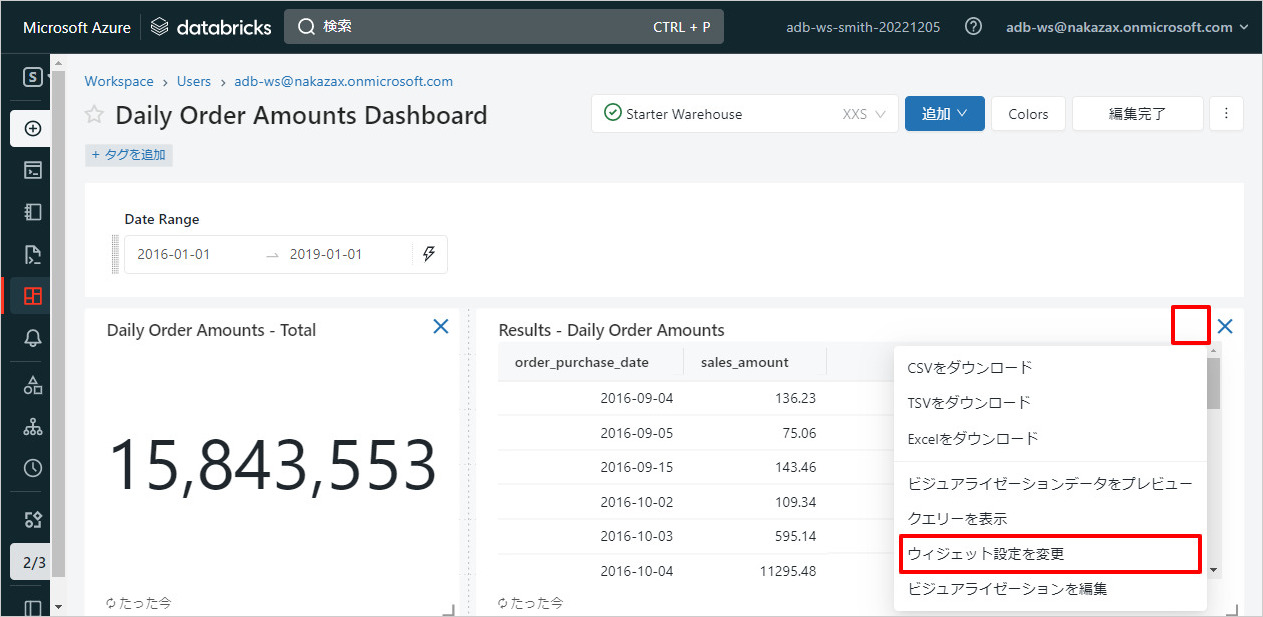 Microsoft Azure databricks 検索 CTRL + P adb-ws-smith-20221205 adb-ws@nakazax.onmicrosoft.com
S
Workspace › Users › adb-ws@nakazax.onmicrosoft.com
Daily Order Amounts Dashboard
Starter Warehouse XXS 追加 Colors 編集完了
+ タグを追加
Date Range
2016-01-01 → 2019-01-01
Daily Order Amounts - Total
15,843,553
たった今
Results - Daily Order Amounts
order_purchase_date sales_amount
2016-09-04 136.23
2016-09-05 75.06
2016-09-15 143.46
2016-10-02 109.34
2016-10-03 595.14
2016-10-04 11295.48
たった今
CSVをダウンロード
TSVをダウンロード
Excelをダウンロード
ビジュアライゼーションデータをプレビュー
クエリーを表示
ウィジェット設定を変更
ビジュアライゼーションを編集
2/3